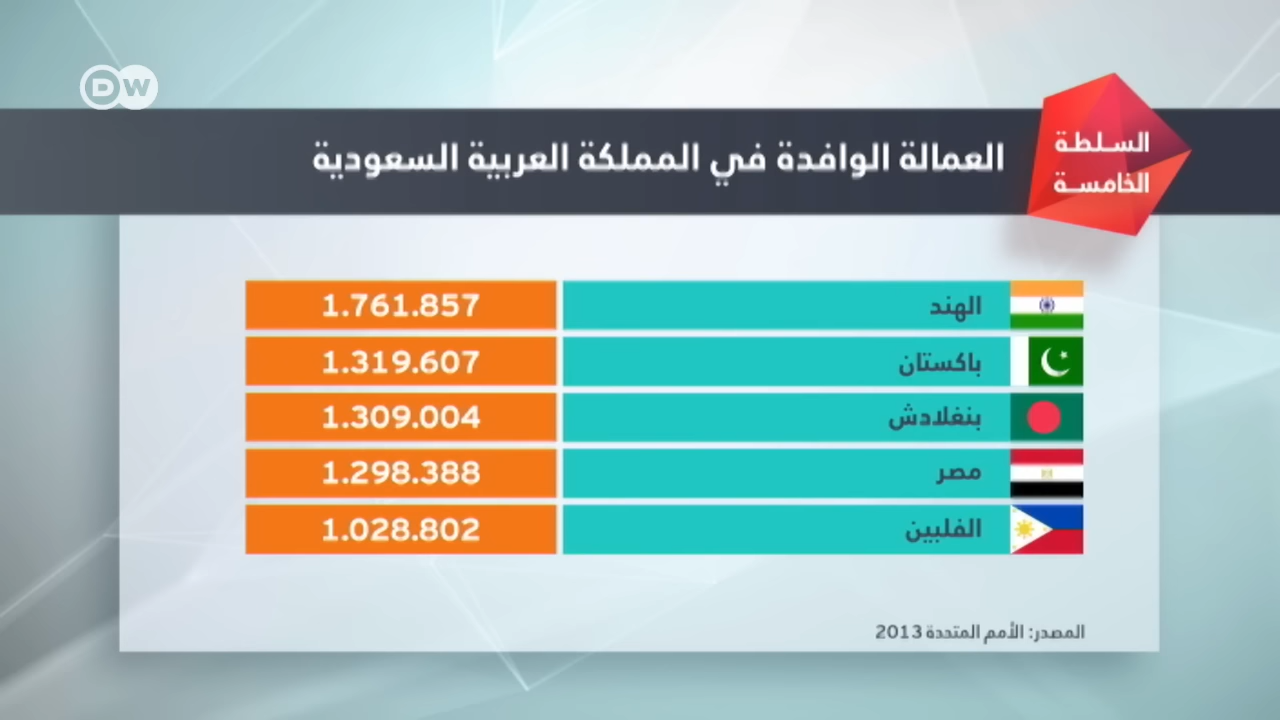 DW
السلطة
الخامسة
العمالة الوافدة في المملكة العربية السعودية
الهند 1.761.857
باكستان 1.319.607
بنغلادش 1.309.004
مصر 1.298.388
الفلبين 1.028.802
المصدر: الأمم المتحدة 2013